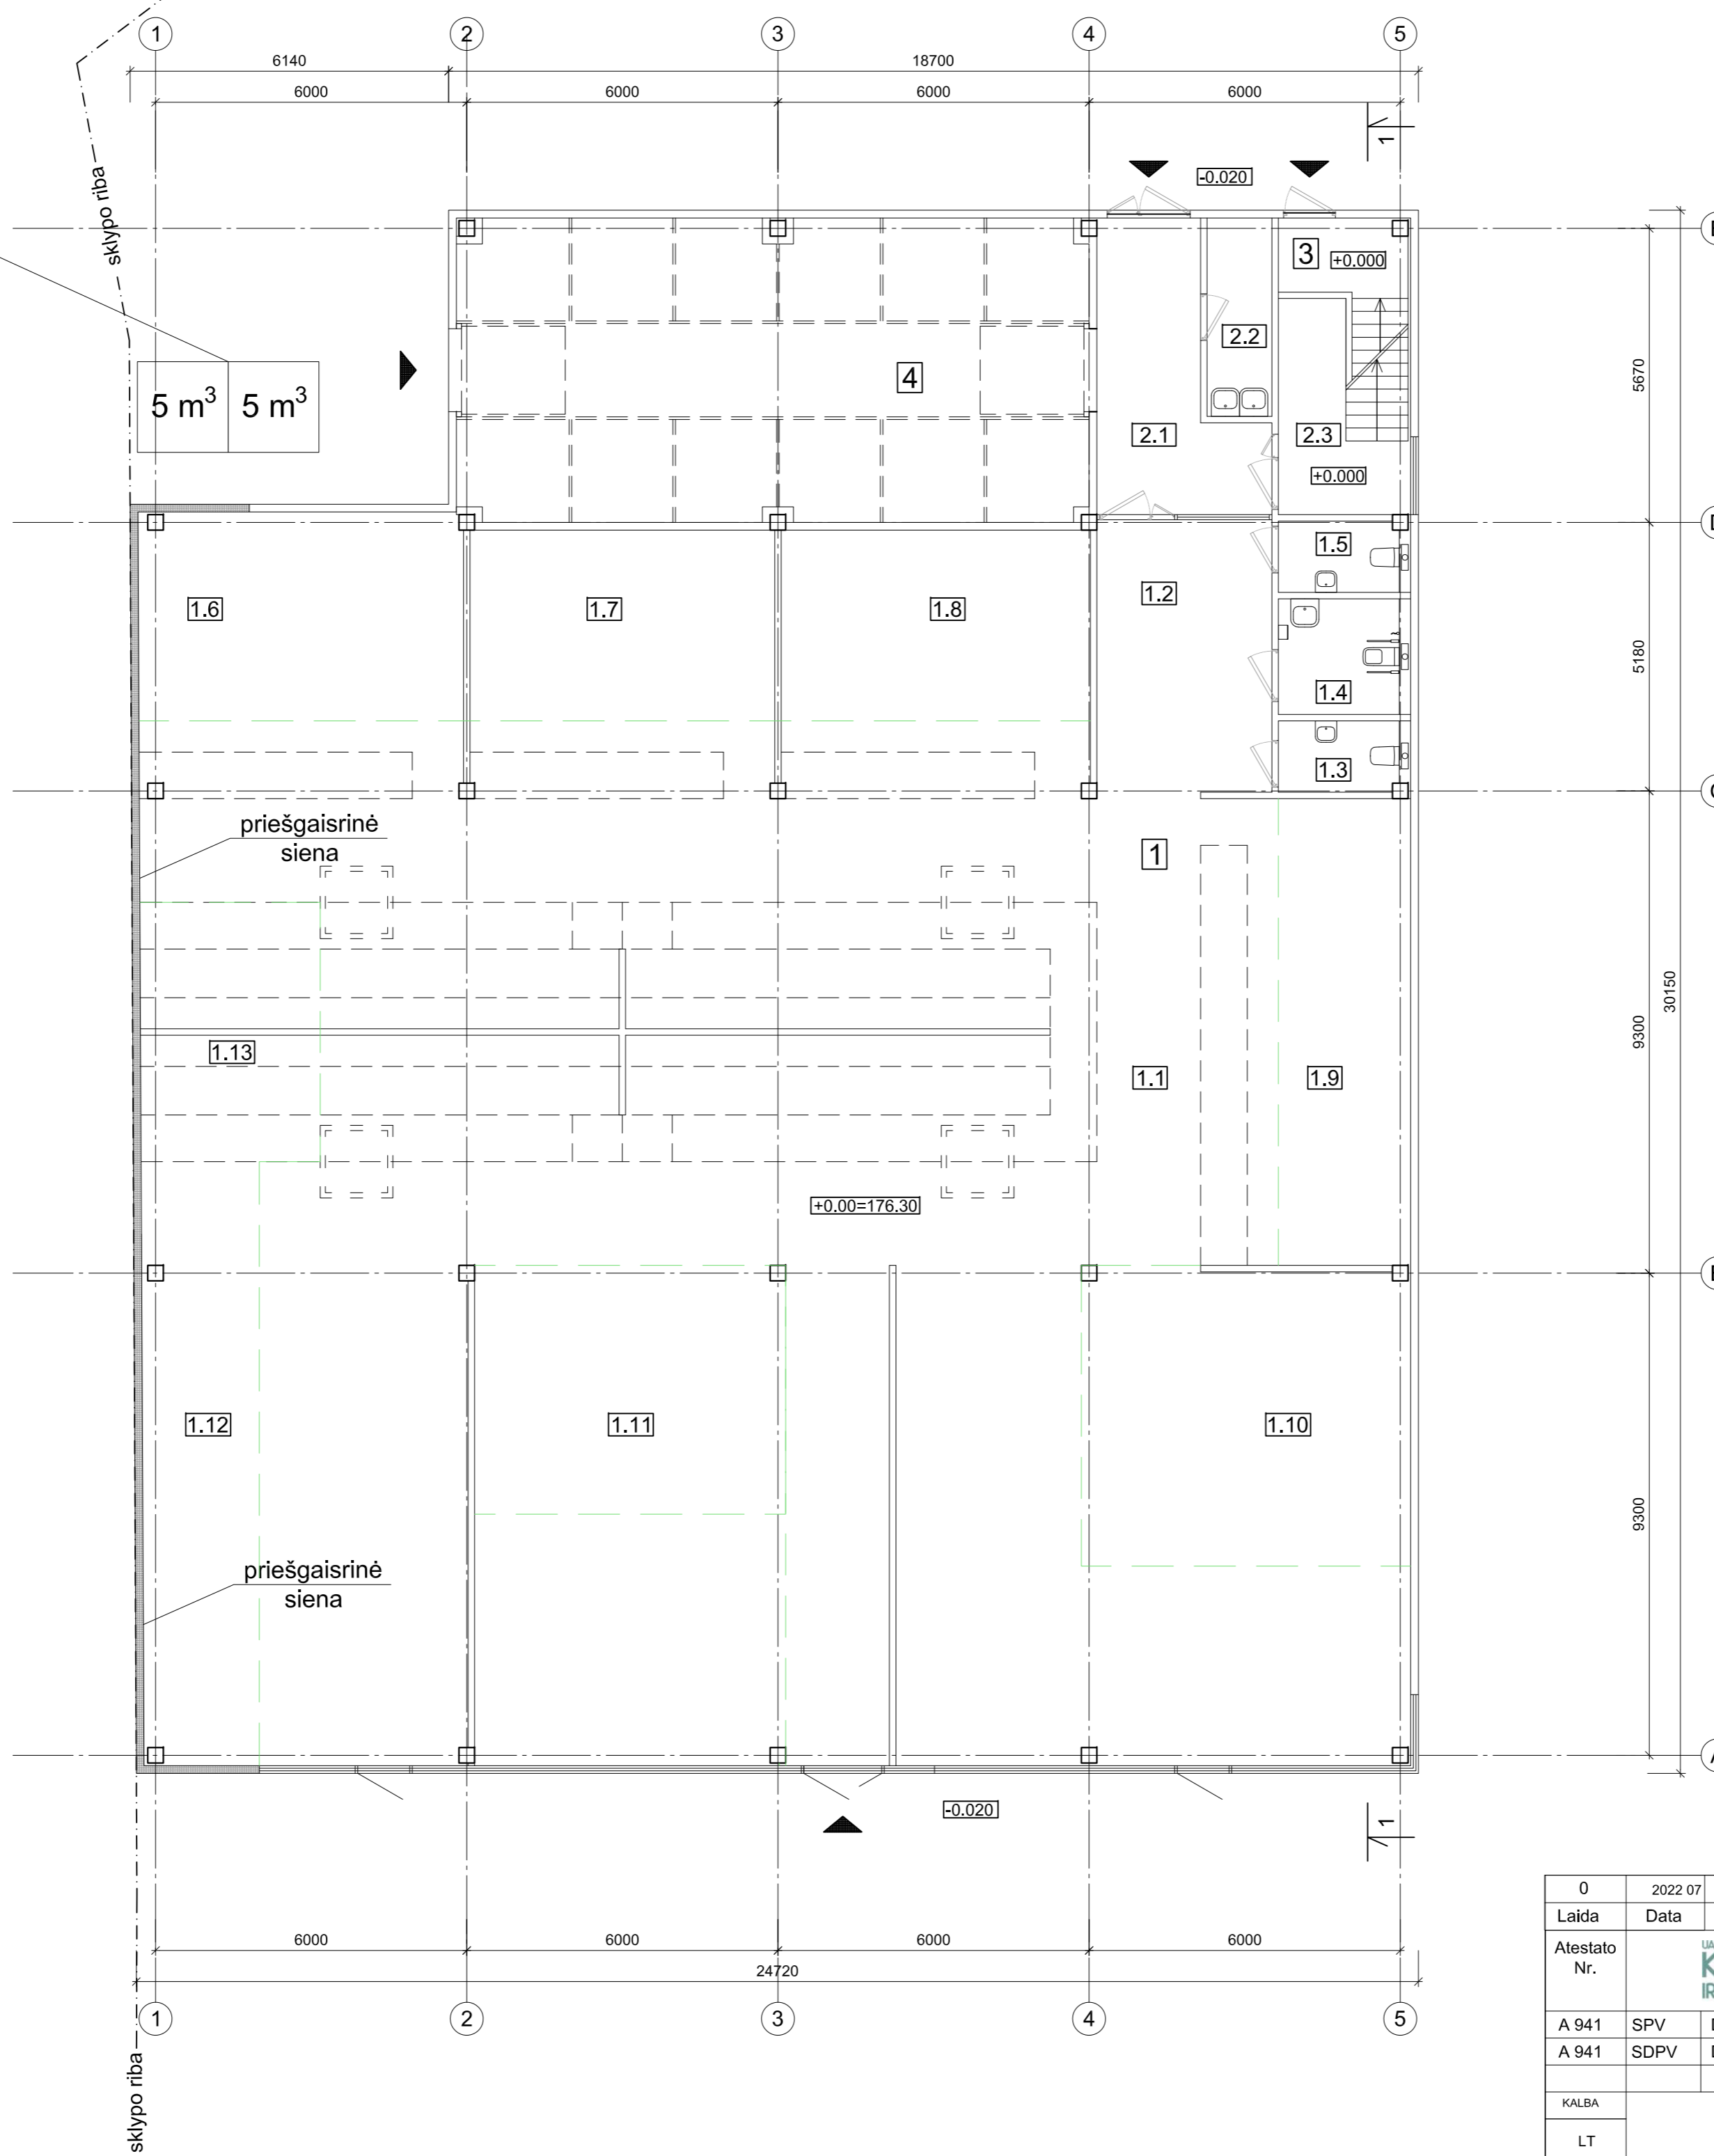 1 2 3 4 5
6140 18700
6000 6000 6000 6000
1
-0.020
sklypo riba
3 +0.000
2.2
4
5 m³ 5 m³
5670
2.1 2.3
+0.000
D
1.5
1.2
1.6 1.7 1.8
5180
1.4
1.3
priešgaisrinė
siena
1
30150
9300
1.13
1.1 1.9
+0.00=176.30
1.12 1.11 1.10
9300
priešgaisrinė
siena
A
-0.020
1
0 2022 07
Laida Data
6000 6000 6000 6000
Atestato
Nr.
24720
1 2 3 4 5
A 941 SPV
A 941 SDPV
sklypo riba
KALBA
LT